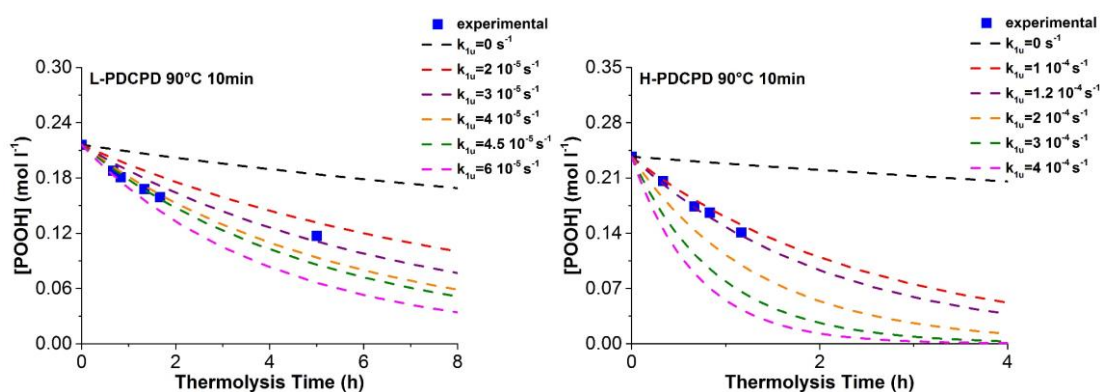 experimental
k1u=0 s-1
k1u=2 10-5 s-1
k1u=3 10-5 s-1
k1u=4 10-5 s-1
k1u=4.5 10-5 s-1
k1u=6 10-5 s-1
L-PDCPD 90°C 10min
0.30
0.24
0.18
0.12
0.06
0.00
[POOH] (mol l-1)
0 2 4 6 8
Thermolysis Time (h)
experimental
k1u=0 s-1
k1u=1 10-4 s-1
k1u=1.2 10-4 s-1
k1u=2 10-4 s-1
k1u=3 10-4 s-1
k1u=4 10-4 s-1
H-PDCPD 90°C 10min
0.35
0.28
0.21
0.14
0.07
0.00
[POOH] (mol l-1)
0 2 4
Thermolysis Time (h)